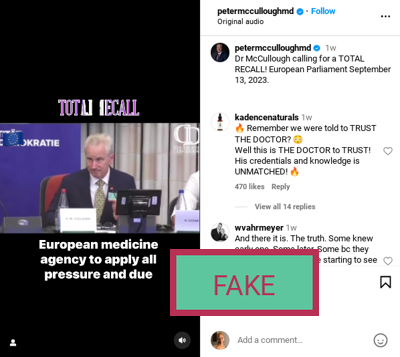 TOTAL RECALL
OKRATIE
European medicine
agency to apply all
pressure and due
petermcculloughmd • Follow
Original audio
petermcculloughmd 1w
Dr McCullough calling for a TOTAL
RECALL! European Parliament September
13, 2023.
kadencenaturals 1w
🔥 Remember we were told to TRUST
THE DOCTOR? 😳
Well this is THE DOCTOR to TRUST!
His credentials and knowledge is
UNMATCHED! 🔥
470 likes Reply
View all 14 replies
wvahrmeyer 1w
And there it is. The truth. Some knew
early one. Some later. Some bc they
starting to see
FAKE
Add a comment...